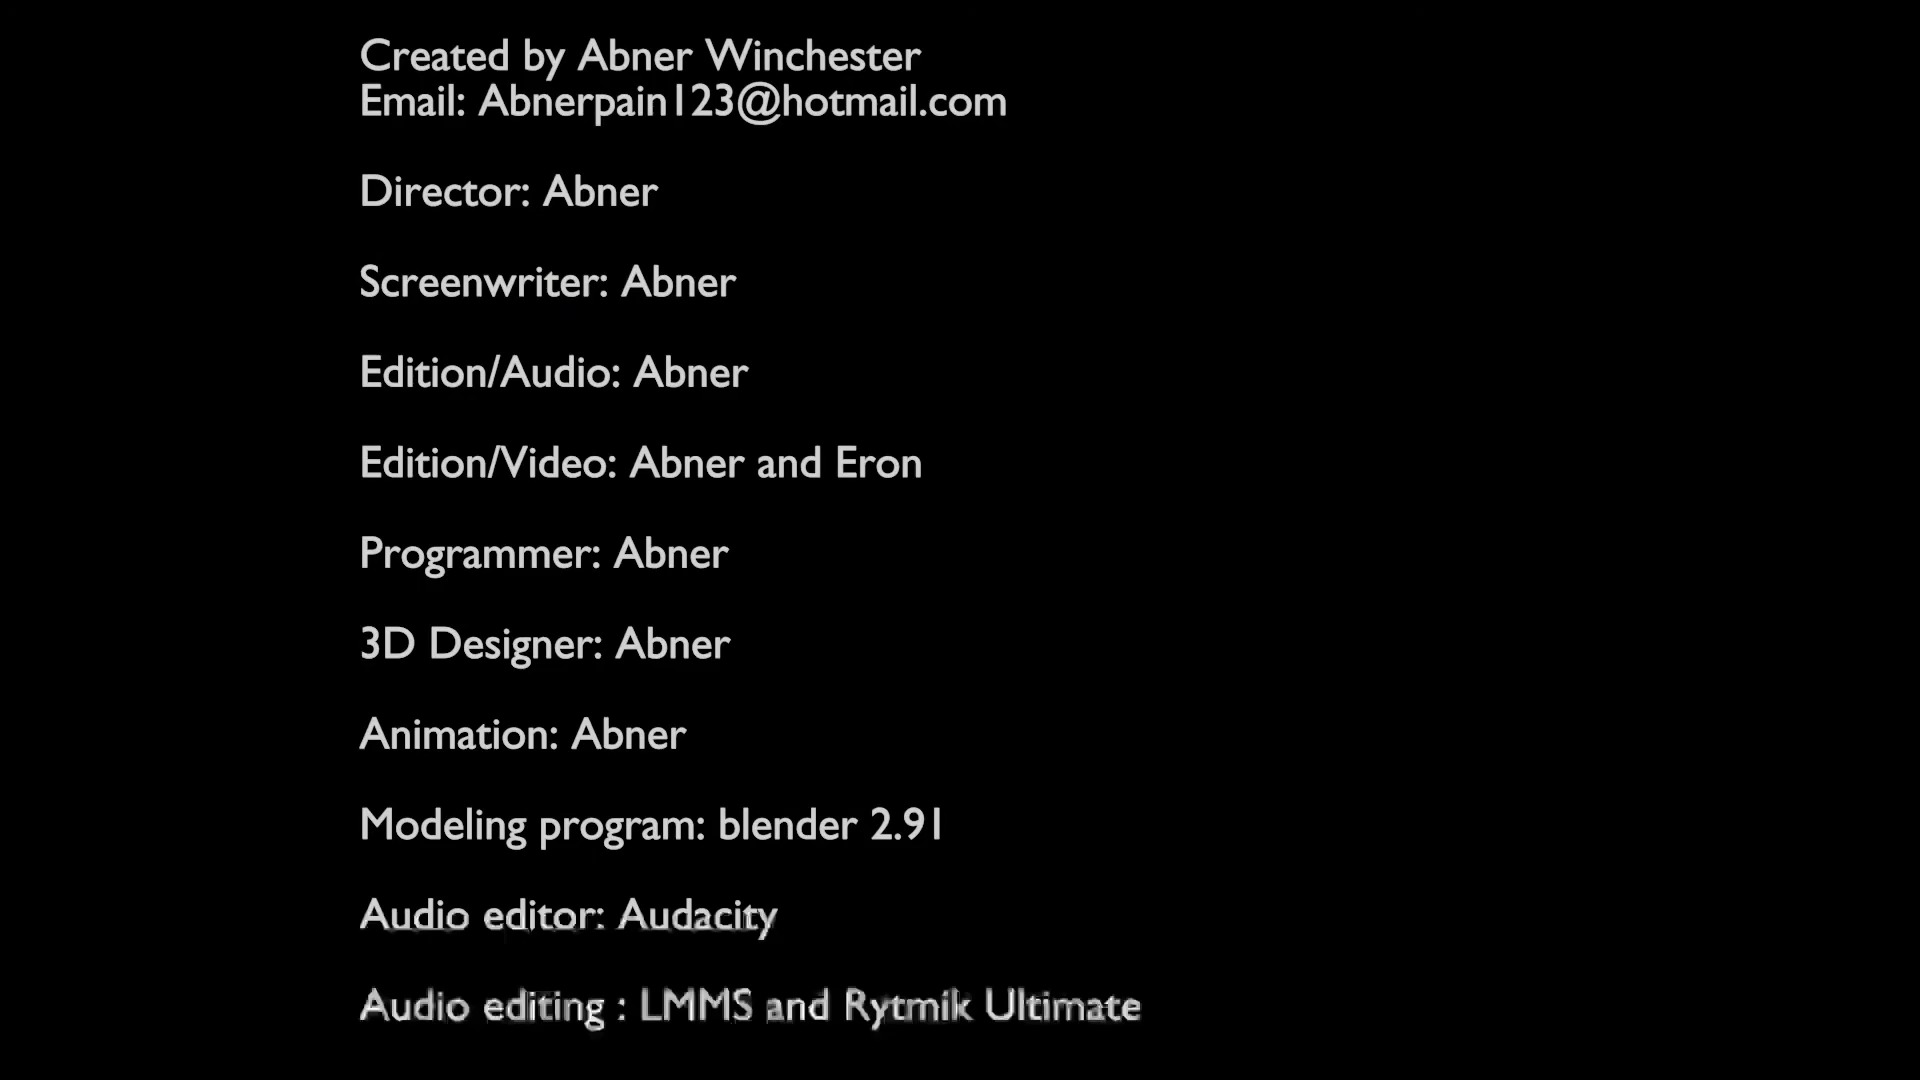 Created by Abner Winchester
Email: Abnerpain123@hotmail.com
Director: Abner
Screenwriter: Abner
Edition/Audio: Abner
Edition/Video: Abner and Eron
Programmer: Abner
3D Designer: Abner
Animation: Abner
Modeling program: blender 2.91
Audio editor: Audacity
Audio editing : LMMS and Rytmik Ultimate